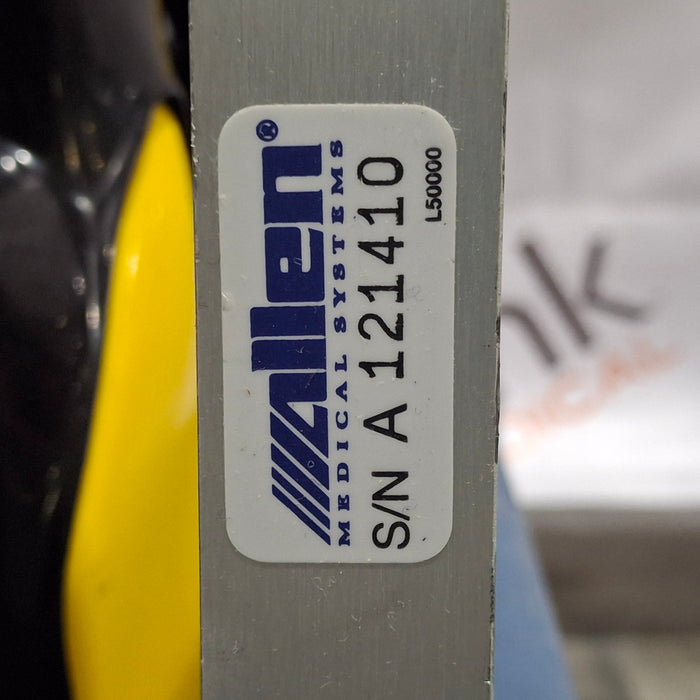 Allen®
MEDICAL SYSTEMS
S/N A 121410
L50000